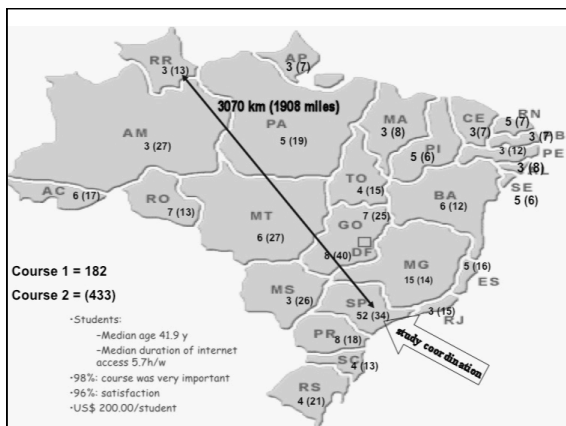 RR
3 (13)
AP
3 (7)
3070 km (1908 miles)
AM
3 (27)
PA
5 (19)
MA
3 (8)
CE
3(7)
RN
5 (7)
3 (7)
PI
5 (6)
3 (12)
PE
3 (8)
AC
6 (17)
RO
7 (13)
TO
4 (15)
SE
5 (6)
BA
6 (12)
MT
6 (27)
GO
7 (25)
DF
8 (40)
MG
15 (14)
5 (16)
ES
MS
3 (26)
SP
52 (34)
3 (15)
RJ
PR
8 (18)
SC
4 (13)
RS
4 (21)
study coordination
Course 1 = 182
Course 2 = (433)
•Students:
–Median age 41.9 y
–Median duration of internet
access 5.7h/w
•98%: course was very important
•96%: satisfaction
•US$ 200.00/student